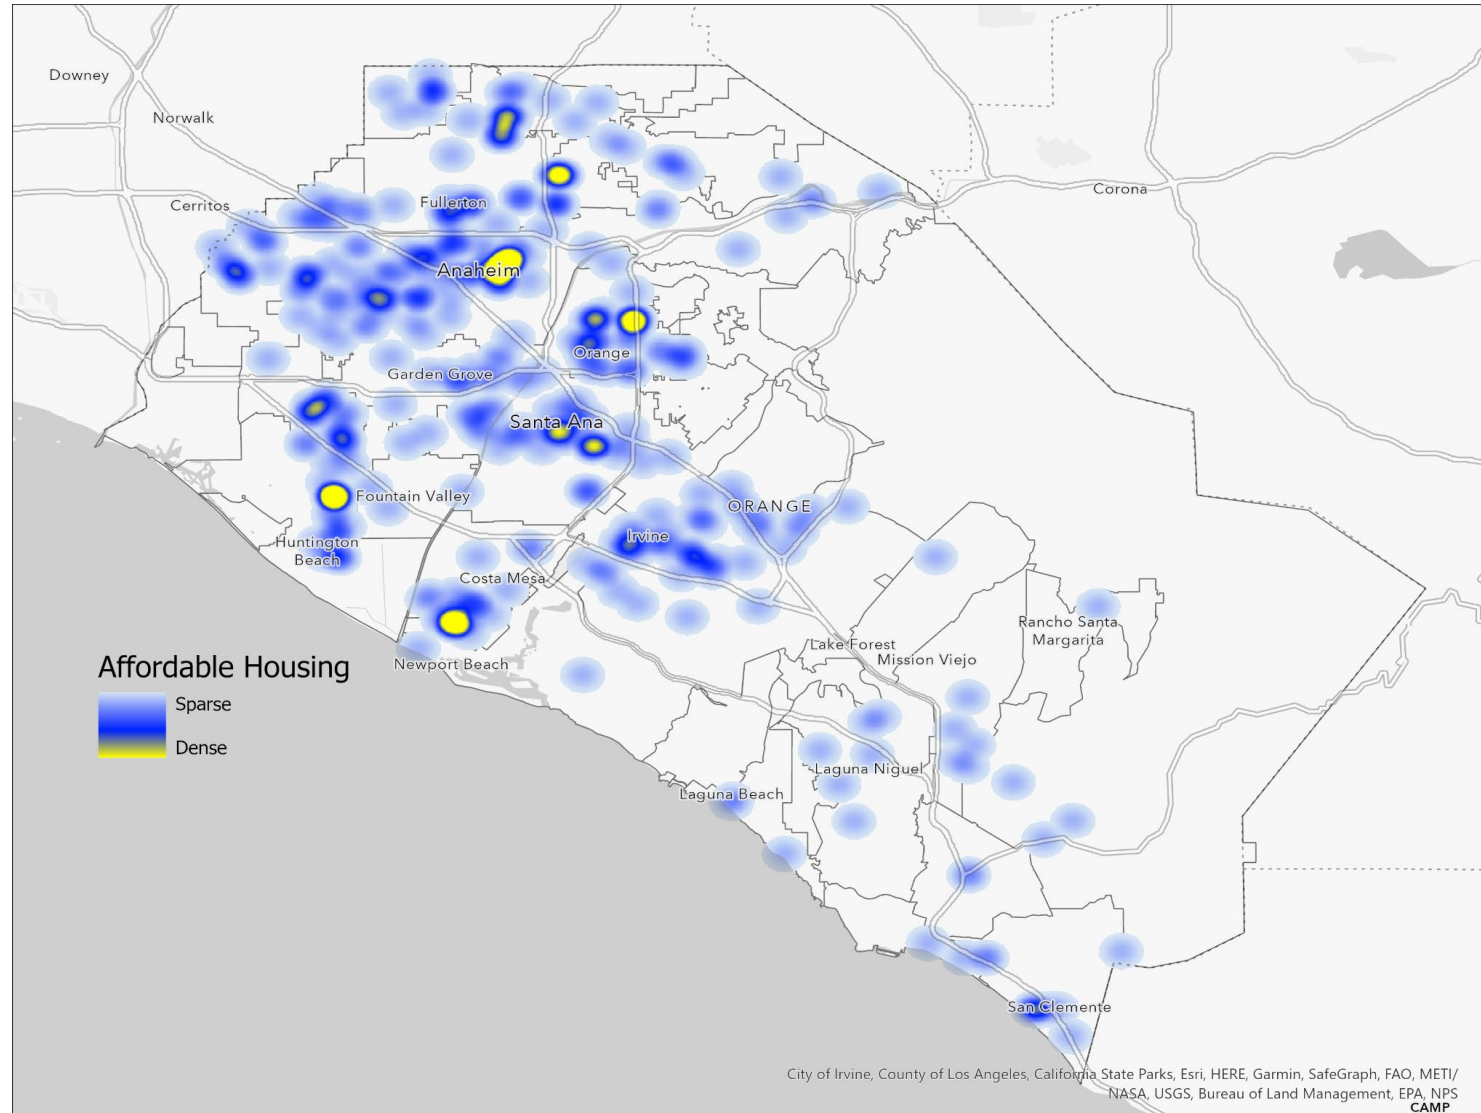 Downey
Norwalk
Corona
Cerritos
Fullerton
Anaheim
Orange
Garden Grove
Santa Ana
Fountain Valley
ORANGE
Irvine
Huntington
Beach
Costa Mesa
Rancho Santa
Margarita
Lake Forest
Mission Viejo
Newport Beach
Affordable Housing
Sparse
Dense
Laguna Niguel
Laguna Beach
San Clemente
City of Irvine, County of Los Angeles, California State Parks, Esri, HERE, Garmin, SafeGraph, FAO, METI/
NASA, USGS, Bureau of Land Management, EPA, NPS
CAMP